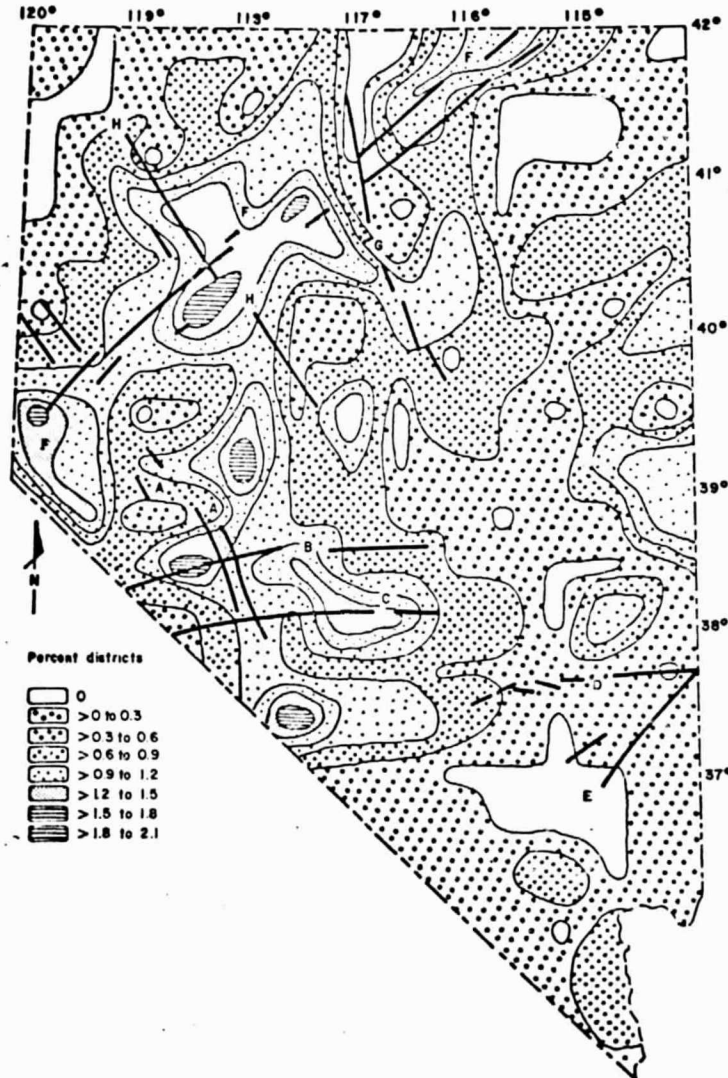 120° 119° 113° 117° 116° 115°
42°
F
H
41°
F
G
H
40°
F
39°
A
A
B
N
C
38°
Percent districts
D
0
>0 to 0.3
>0.3 to 0.6
>0.6 to 0.9
37°
>0.9 to 1.2
E
>1.2 to 1.5
>1.5 to 1.8
>1.8 to 2.1